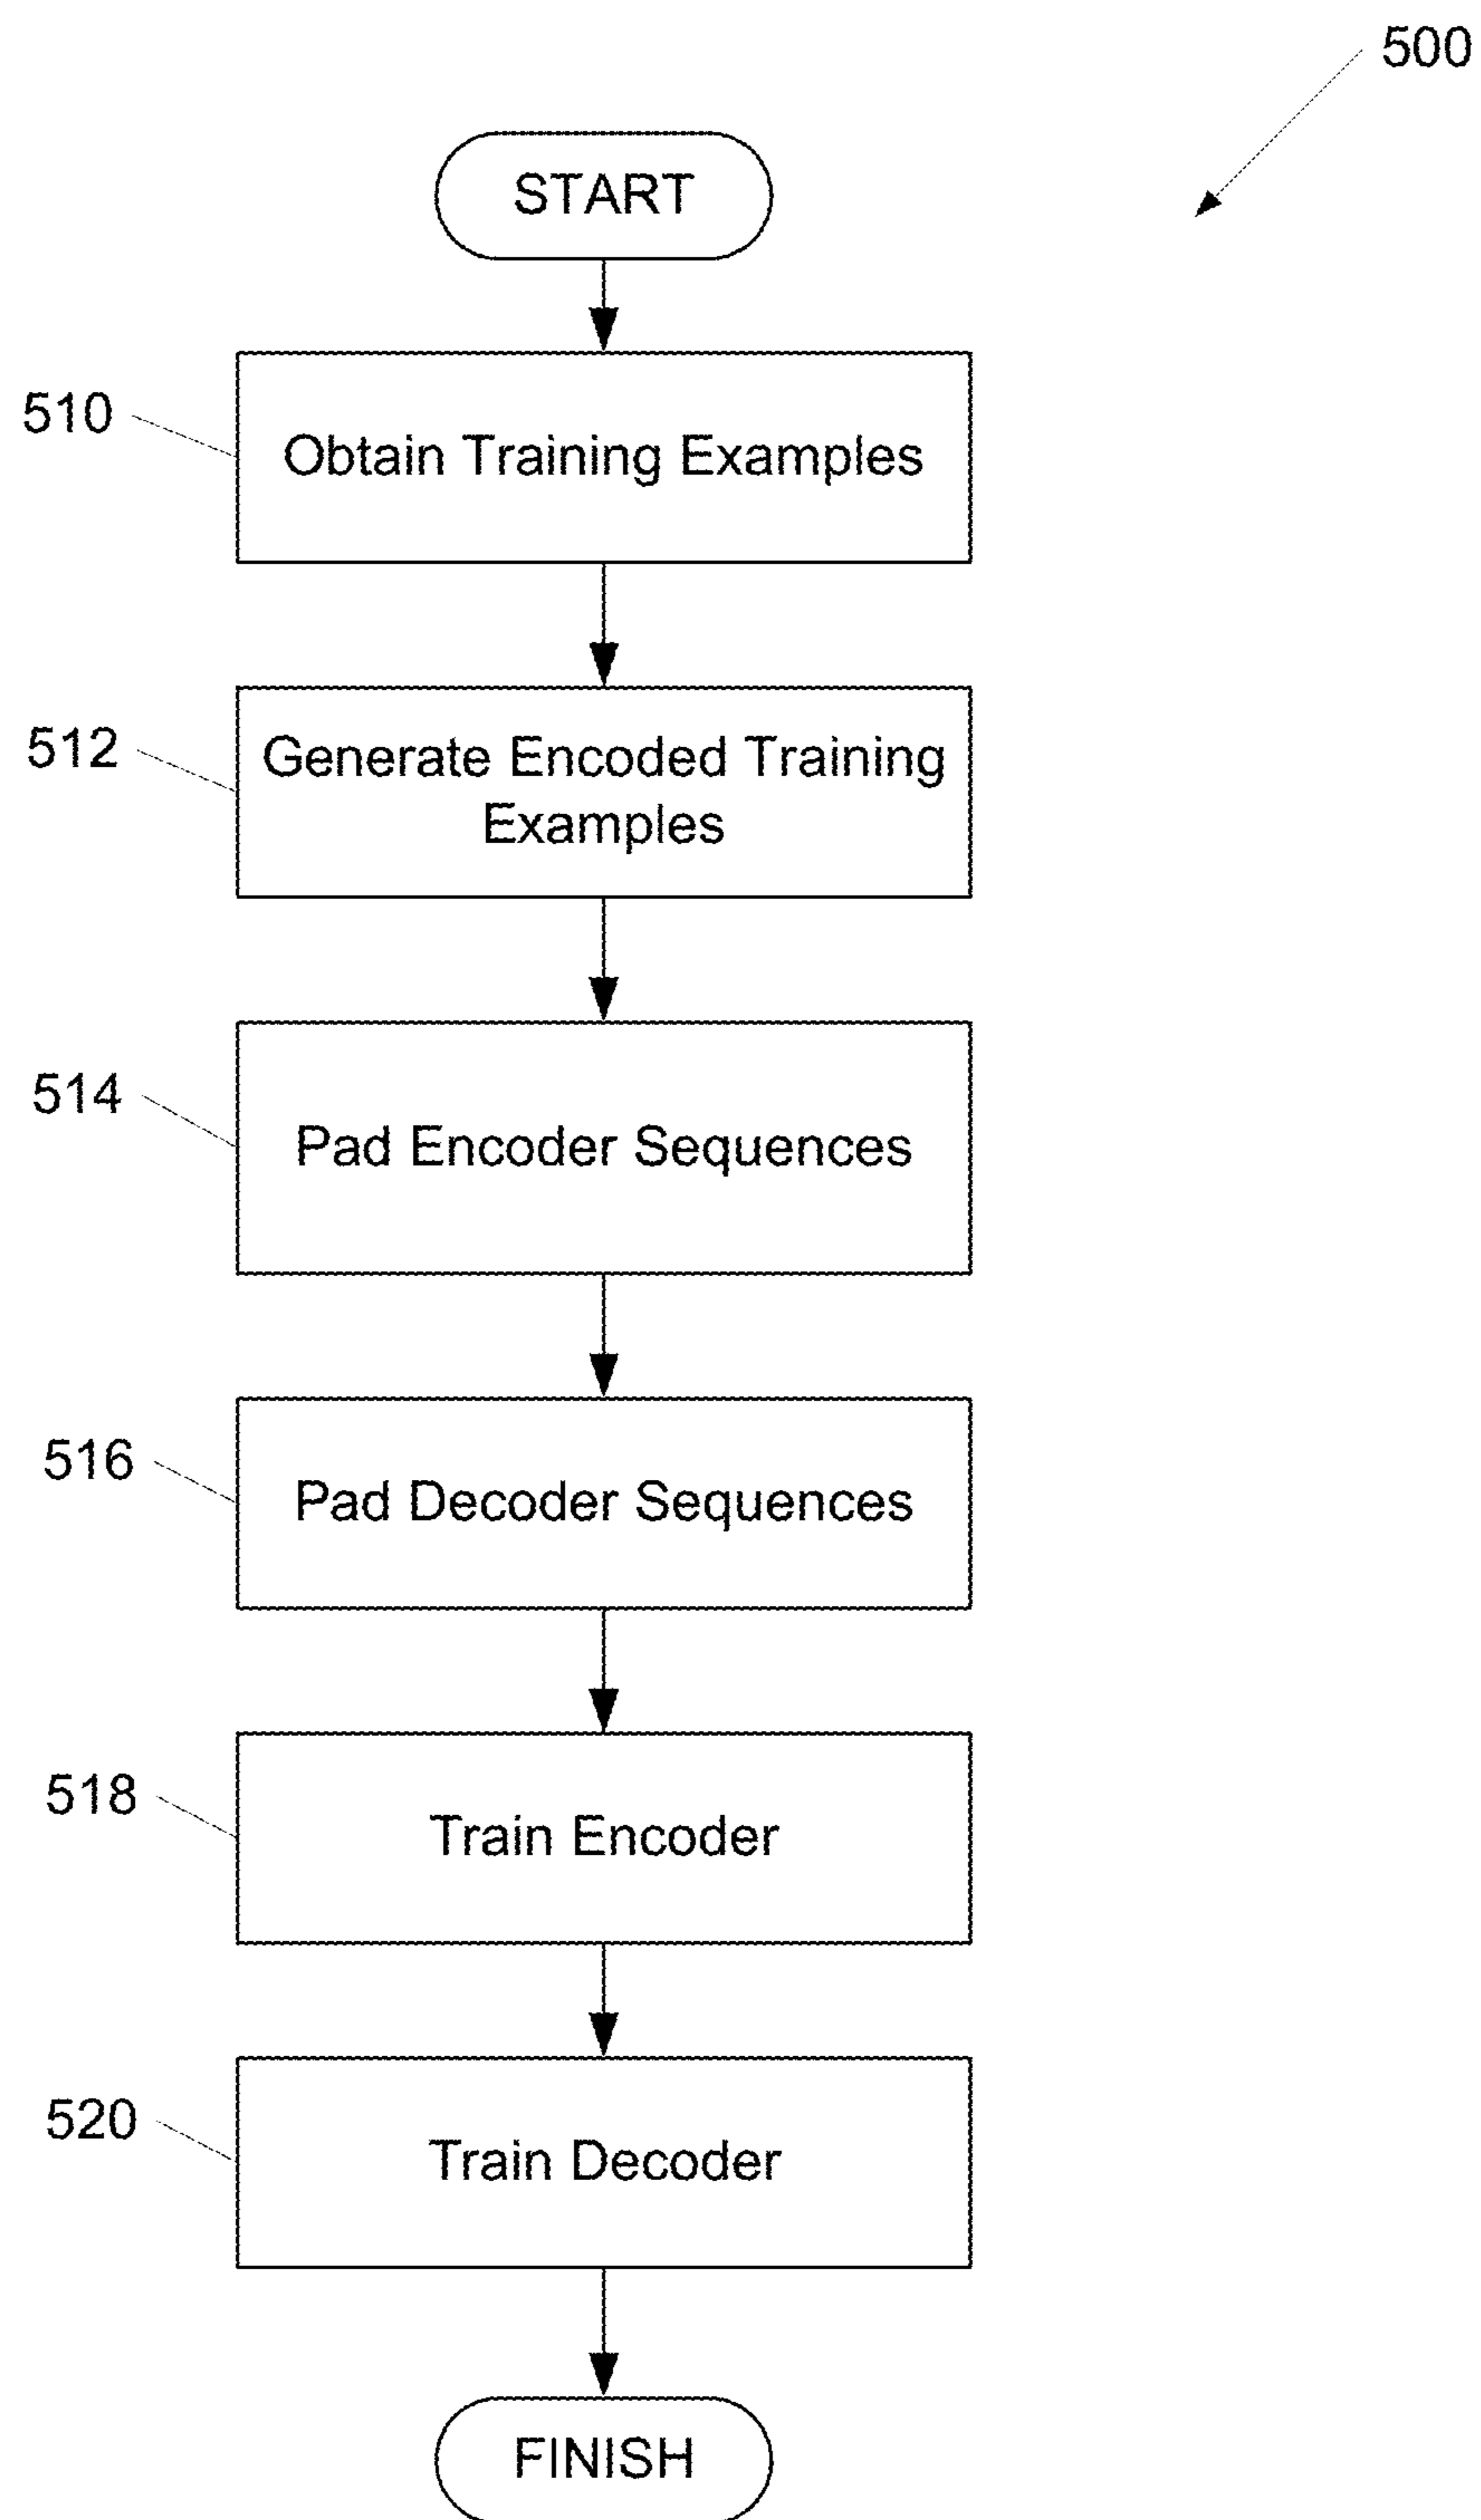 500
START
510
Obtain Training Examples
512
Generate Encoded Training
Examples
514
Pad Encoder Sequences
516
Pad Decoder Sequences
518
Train Encoder
520
Train Decoder
FINISH